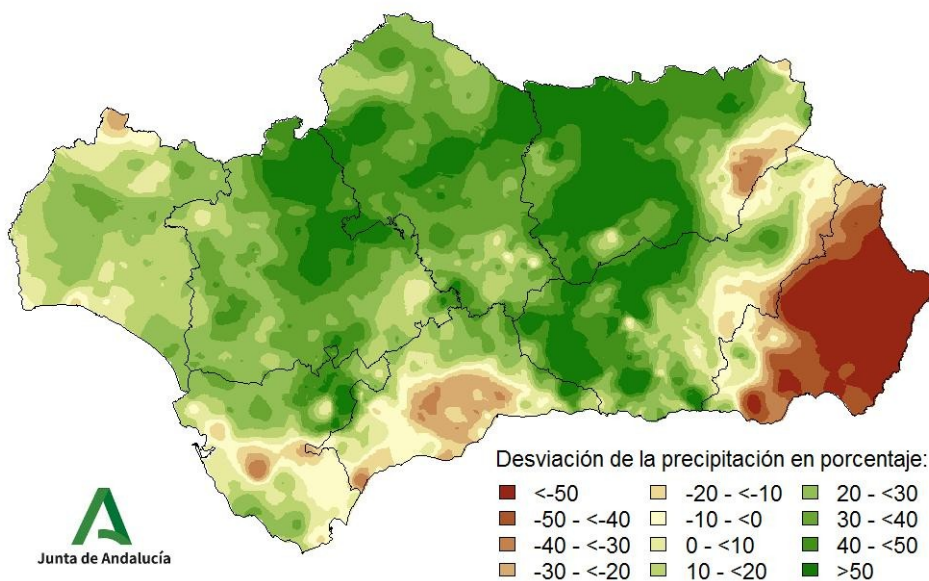 Desviación de la precipitación en porcentaje:
<-50
-50 - <-40
-40 - <-30
-30 - <-20
-20 - <-10
-10 - <0
0 - <10
10 - <20
20 - <30
30 - <40
40 - <50
>50
Junta de Andalucía